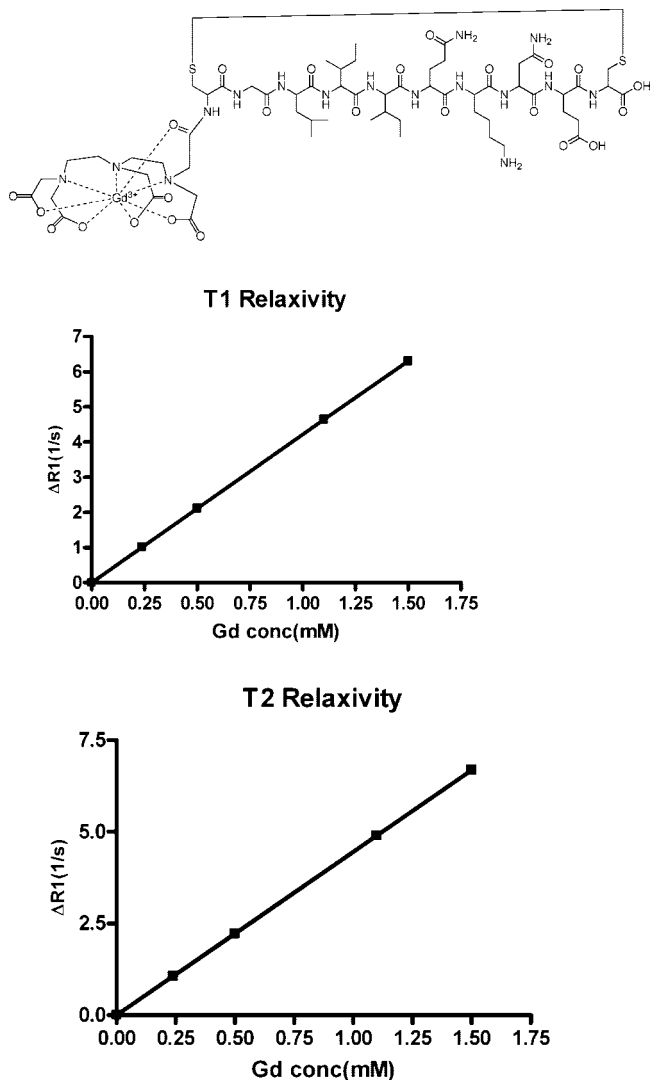 O NH₂ NH₂
O
S O H O H O H O H O S
N N N N
N N N N N OH
H H H H H
NH O O O O O
O
O OH
NH₂
N N N
O O
O Gd³⁺ O O
O O O
O
T1 Relaxivity
7
6
5
4
3
2
1
0
ΔR1(1/s)
0.00 0.25 0.50 1.00 1.25 1.50 1.75
Gd conc(mM)
T2 Relaxivity
7.5
5.0
2.5
0.0
ΔR1(1/s)
0.00 0.25 0.50 0.75 1.00 1.25 1.50 1.75
Gd conc(mM)